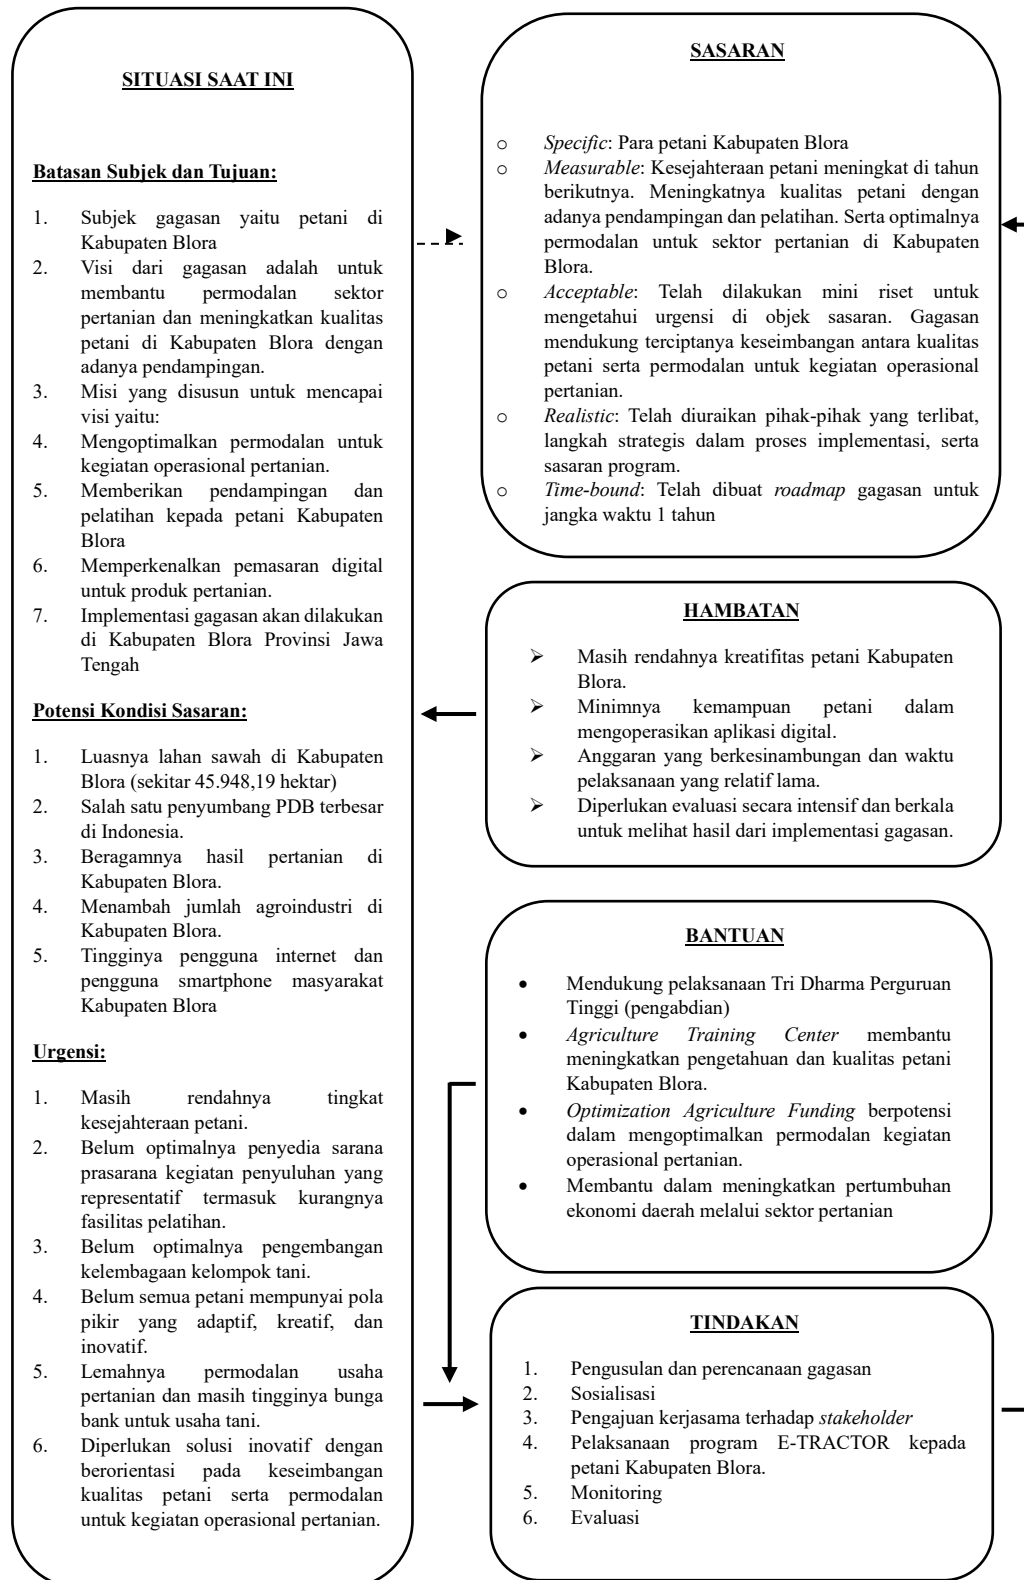 SITUASI SAAT INI
Batasan Subjek dan Tujuan:
1. Subjek gagasan yaitu petani di
Kabupaten Blora
2. Visi dari gagasan adalah untuk
membantu permodalan sektor
pertanian dan meningkatkan kualitas
petani di Kabupaten Blora dengan
adanya pendampingan.
3. Misi yang disusun untuk mencapai
visi yaitu:
4. Mengoptimalkan permodalan untuk
kegiatan operasional pertanian.
5. Memberikan pendampingan dan
pelatihan kepada petani Kabupaten
Blora
6. Memperkenalkan pemasaran digital
untuk produk pertanian.
7. Implementasi gagasan akan dilakukan
di Kabupaten Blora Provinsi Jawa
Tengah
Potensi Kondisi Sasaran:
1. Luasnya lahan sawah di Kabupaten
Blora (sekitar 45.948,19 hektar)
2. Salah satu penyumbang PDB terbesar
di Indonesia.
3. Beragamnya hasil pertanian di
Kabupaten Blora.
4. Menambah jumlah agroindustri di
Kabupaten Blora.
5. Tingginya pengguna internet dan
pengguna smartphone masyarakat
Kabupaten Blora
Urgensi:
1. Masih rendahnya tingkat
kesejahteraan petani.
2. Belum optimalnya penyedia sarana
prasarana kegiatan penyuluhan yang
representatif termasuk kurangnya
fasilitas pelatihan.
3. Belum optimalnya pengembangan
kelembagaan kelompok tani.
4. Belum semua petani mempunyai pola
pikir yang adaptif, kreatif, dan
inovatif.
5. Lemahnya permodalan usaha
pertanian dan masih tingginya bunga
bank untuk usaha tani.
6. Diperlukan solusi inovatif dengan
berorientasi pada keseimbangan
kualitas petani serta permodalan
untuk kegiatan operasional pertanian.
SASARAN
o Specific: Para petani Kabupaten Blora
o Measurable: Kesejahteraan petani meningkat di tahun
berikutnya. Meningkatnya kualitas petani dengan
adanya pendampingan dan pelatihan. Serta optimalnya
permodalan untuk sektor pertanian di Kabupaten
Blora.
o Acceptable: Telah dilakukan mini riset untuk
mengetahui urgensi di objek sasaran. Gagasan
mendukung terciptanya keseimbangan antara kualitas
petani serta permodalan untuk kegiatan operasional
pertanian.
o Realistic: Telah diuraikan pihak-pihak yang terlibat,
langkah strategis dalam proses implementasi, serta
sasaran program.
o Time-bound: Telah dibuat roadmap gagasan untuk
jangka waktu 1 tahun
HAMBATAN
➢ Masih rendahnya kreatifitas petani Kabupaten
Blora.
➢ Minimnya kemampuan petani dalam
mengoperasikan aplikasi digital.
➢ Anggaran yang berkesinambungan dan waktu
pelaksanaan yang relatif lama.
➢ Diperlukan evaluasi secara intensif dan berkala
untuk melihat hasil dari implementasi gagasan.
BANTUAN
• Mendukung pelaksanaan Tri Dharma Perguruan
Tinggi (pengabdian)
• Agriculture Training Center membantu
meningkatkan pengetahuan dan kualitas petani
Kabupaten Blora.
• Optimization Agriculture Funding berpotensi
dalam mengoptimalkan permodalan kegiatan
operasional pertanian.
• Membantu dalam meningkatkan pertumbuhan
ekonomi daerah melalui sektor pertanian
TINDAKAN
1. Pengusulan dan perencanaan gagasan
2. Sosialisasi
3. Pengajuan kerjasama terhadap stakeholder
4. Pelaksanaan program E-TRACTOR kepada
petani Kabupaten Blora.
5. Monitoring
6. Evaluasi